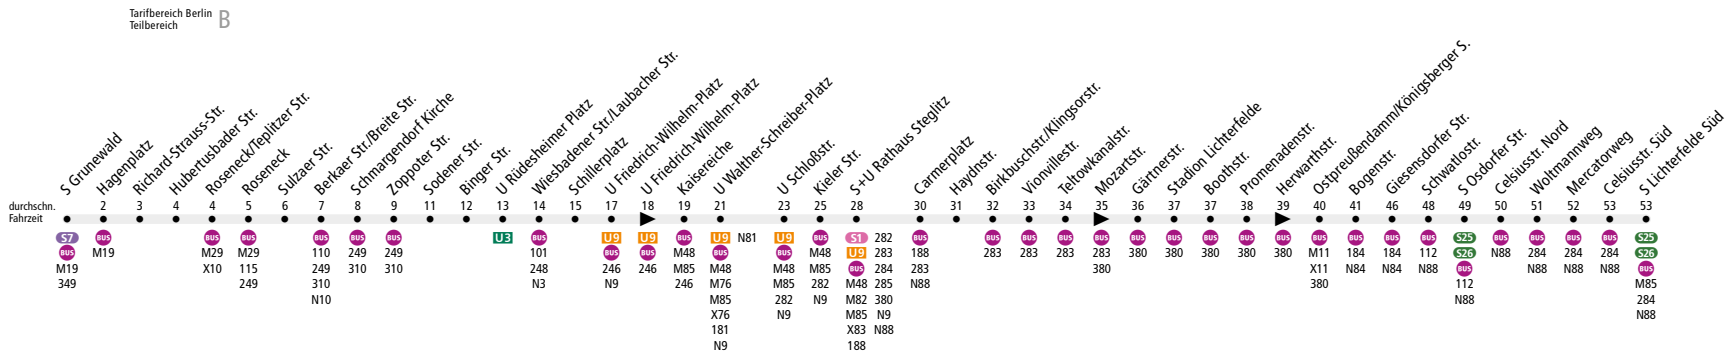 Tarifbereich Berlin
Teilbereich
B
S Grunewald
Hagenplatz
Richard-Strauss-Str.
Hubertusbader Str.
Roseneck/Teplitzer Str.
Roseneck
Sulzaer Str.
Berkaer Str./Breite Str.
Schmargendorf Kirche
Zoppoter Str.
Sodener Str.
Binger Str.
U Rüdesheimer Platz
Wiesbadener Str./Laubacher Str.
Schillerplatz
U Friedrich-Wilhelm-Platz
U Friedrich-Wilhelm-Platz
Kaisereiche
U Walther-Schreiber-Platz
U Schloßstr.
Kieler Str.
S+U Rathaus Steglitz
Carmerplatz
Haydnstr.
Birkbuschstr./Klingsorstr.
Vionvillestr.
Teltowkanalstr.
Mozartstr.
Gärtnerstr.
Stadion Lichterfelde
Boothstr.
Promenadenstr.
Herwarthstr.
Ostpreußendamm/Königsberger S.
Bogenstr.
Giesensdorfer Str.
Schwatlostr.
S Osdorfer Str.
Celsiusstr. Nord
Woltmannweg
Mercatorweg
Celsiusstr. Süd
S Lichterfelde Süd
durchschn. 2 3 4 4 5 6 7 8 9 11 12 13 14 15 17 18 19 21 23 25 28 30 31 32 33 34 35 36 37 37 38 39 40 41 46 48 49 50 51 52 53 53
Fahrzeit
S7 BUS M19 349
BUS M19
BUS M29 X10
BUS M29 115 249
BUS 110 249 310 N10
BUS 249 310
BUS 249 310
U3
BUS 101 248 N3
U9 BUS 246 N9
U9 BUS 246
BUS M48 M85 246
U9 BUS M48 M76 M85 X76 181 N9 N81
U9 BUS M48 M85 282 N9
BUS M48 M85 282 N9
S1 U9 BUS M48 M82 M85 X83 188 282 283 284 285 380 N9 N88
BUS 188 283 N88
BUS 283
BUS 283
BUS 283
BUS 283 380
BUS 380
BUS 380
BUS 380
BUS 380
BUS 380
BUS M11 X11 380
BUS 184 N84
BUS 184 N84
BUS 112 N88
S25 S26 BUS 112 N88
BUS N88
BUS 284 N88
BUS 284 N88
BUS 284 N88
S25 S26 BUS M85 284 N88